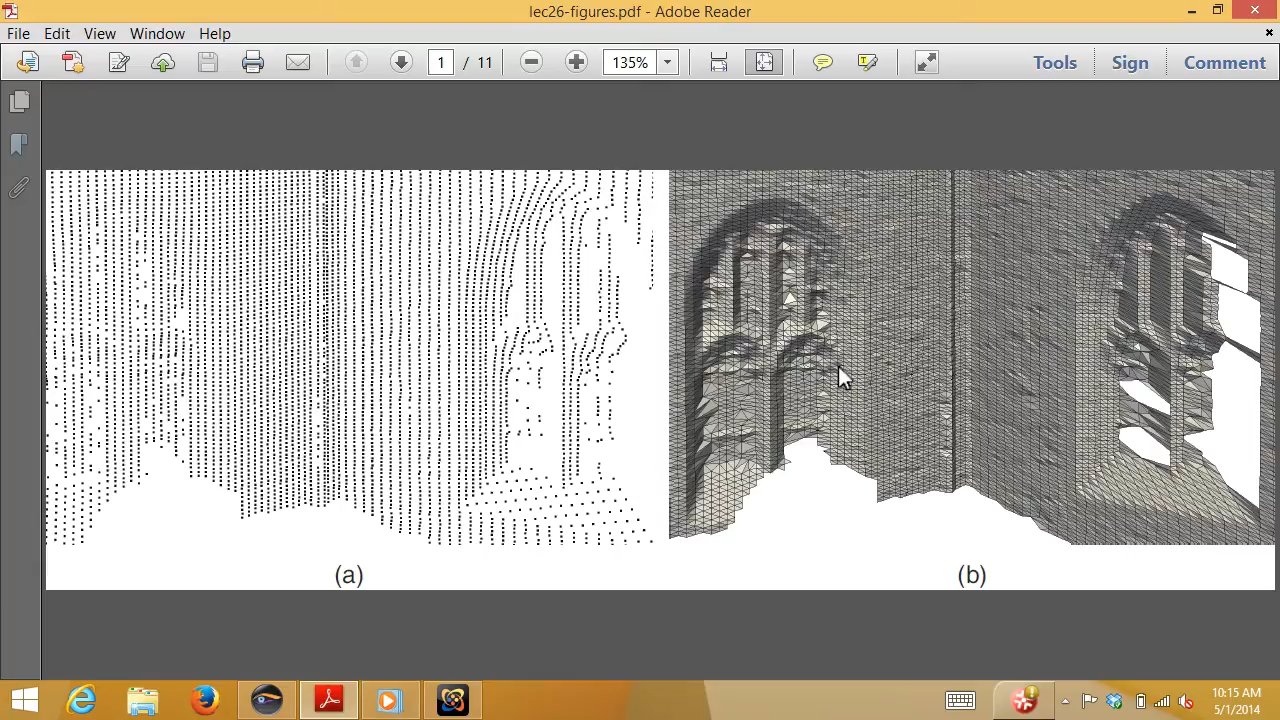 lec26-figures.pdf - Adobe Reader
File Edit View Window Help
1 / 11 135% Tools Sign Comment
(a) (b)
10:15 AM
5/1/2014